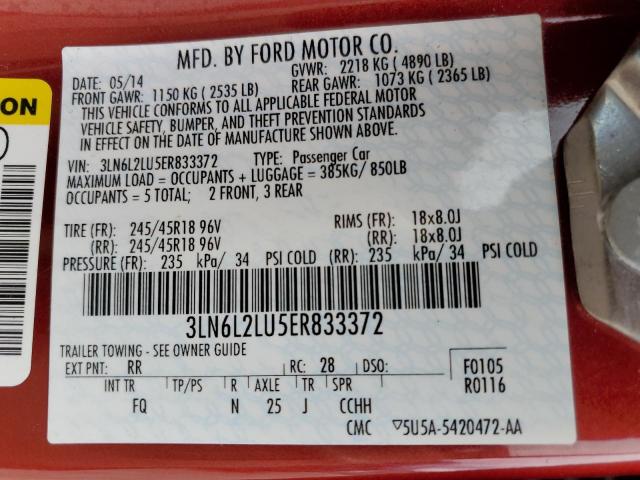 MFD. BY FORD MOTOR CO.
DATE: 05/14 GVWR: 2218 KG ( 4890 LB)
FRONT GAWR: 1150 KG ( 2535 LB) REAR GAWR: 1073 KG ( 2365 LB)
THIS VEHICLE CONFORMS TO ALL APPLICABLE FEDERAL MOTOR
VEHICLE SAFETY, BUMPER, AND THEFT PREVENTION STANDARDS
IN EFFECT ON THE DATE OF MANUFACTURE SHOWN ABOVE.
VIN: 3LN6L2LU5ER833372 TYPE: Passenger Car
MAXIMUM LOAD = OCCUPANTS + LUGGAGE = 385KG/ 850LB
OCCUPANTS = 5 TOTAL; 2 FRONT, 3 REAR
TIRE (FR): 245/45R18 96V RIMS (FR): 18x8.0J
(RR): 245/45R18 96V (RR): 18x8.0J
PRESSURE (FR): 235 kPa/ 34 PSI COLD (RR): 235 kPa/ 34 PSI COLD
3LN6L2LU5ER833372
TRAILER TOWING - SEE OWNER GUIDE
EXT PNT: RR RC: 28 DSO: F0105
INT TR TP/PS R AXLE TR SPR R0116
FQ N 25 J CCHH
CMC ▽5U5A-5420472-AA